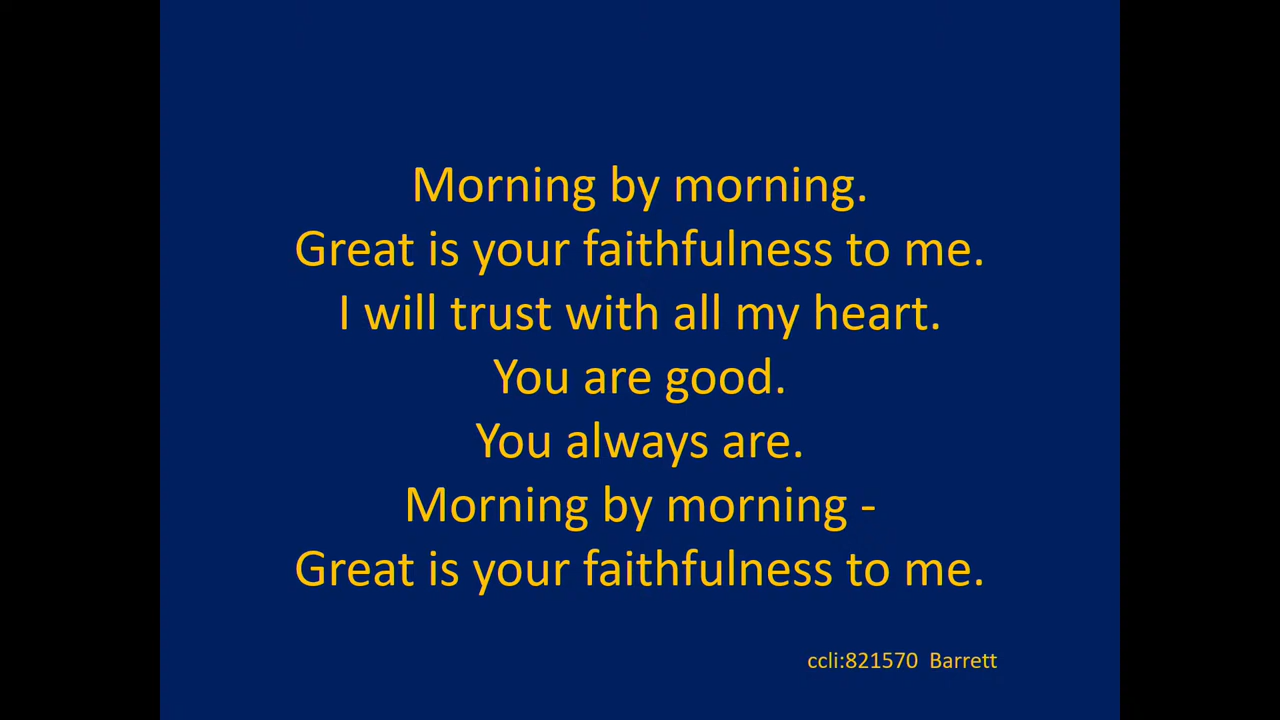 Morning by morning.
Great is your faithfulness to me.
I will trust with all my heart.
You are good.
You always are.
Morning by morning -
Great is your faithfulness to me.
ccli:821570  Barrett